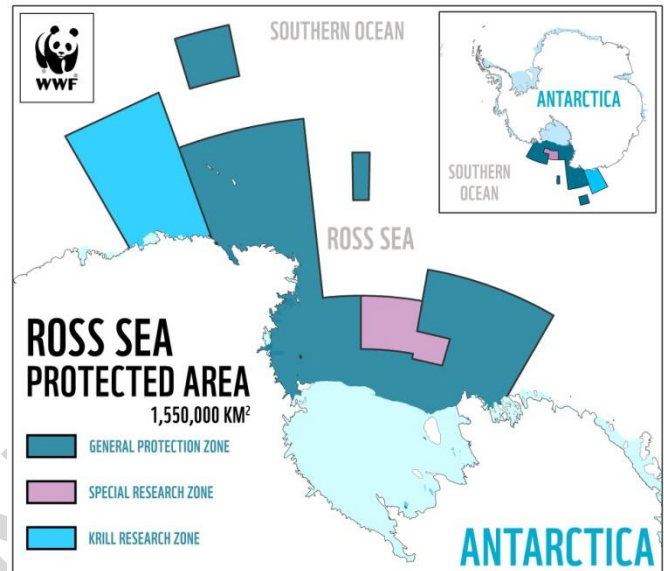 WWF
SOUTHERN OCEAN
ANTARCTICA
SOUTHERN
OCEAN
ROSS SEA
ROSS SEA
PROTECTED AREA
1,550,000 KM²
GENERAL PROTECTION ZONE
SPECIAL RESEARCH ZONE
KRILL RESEARCH ZONE
ANTARCTICA